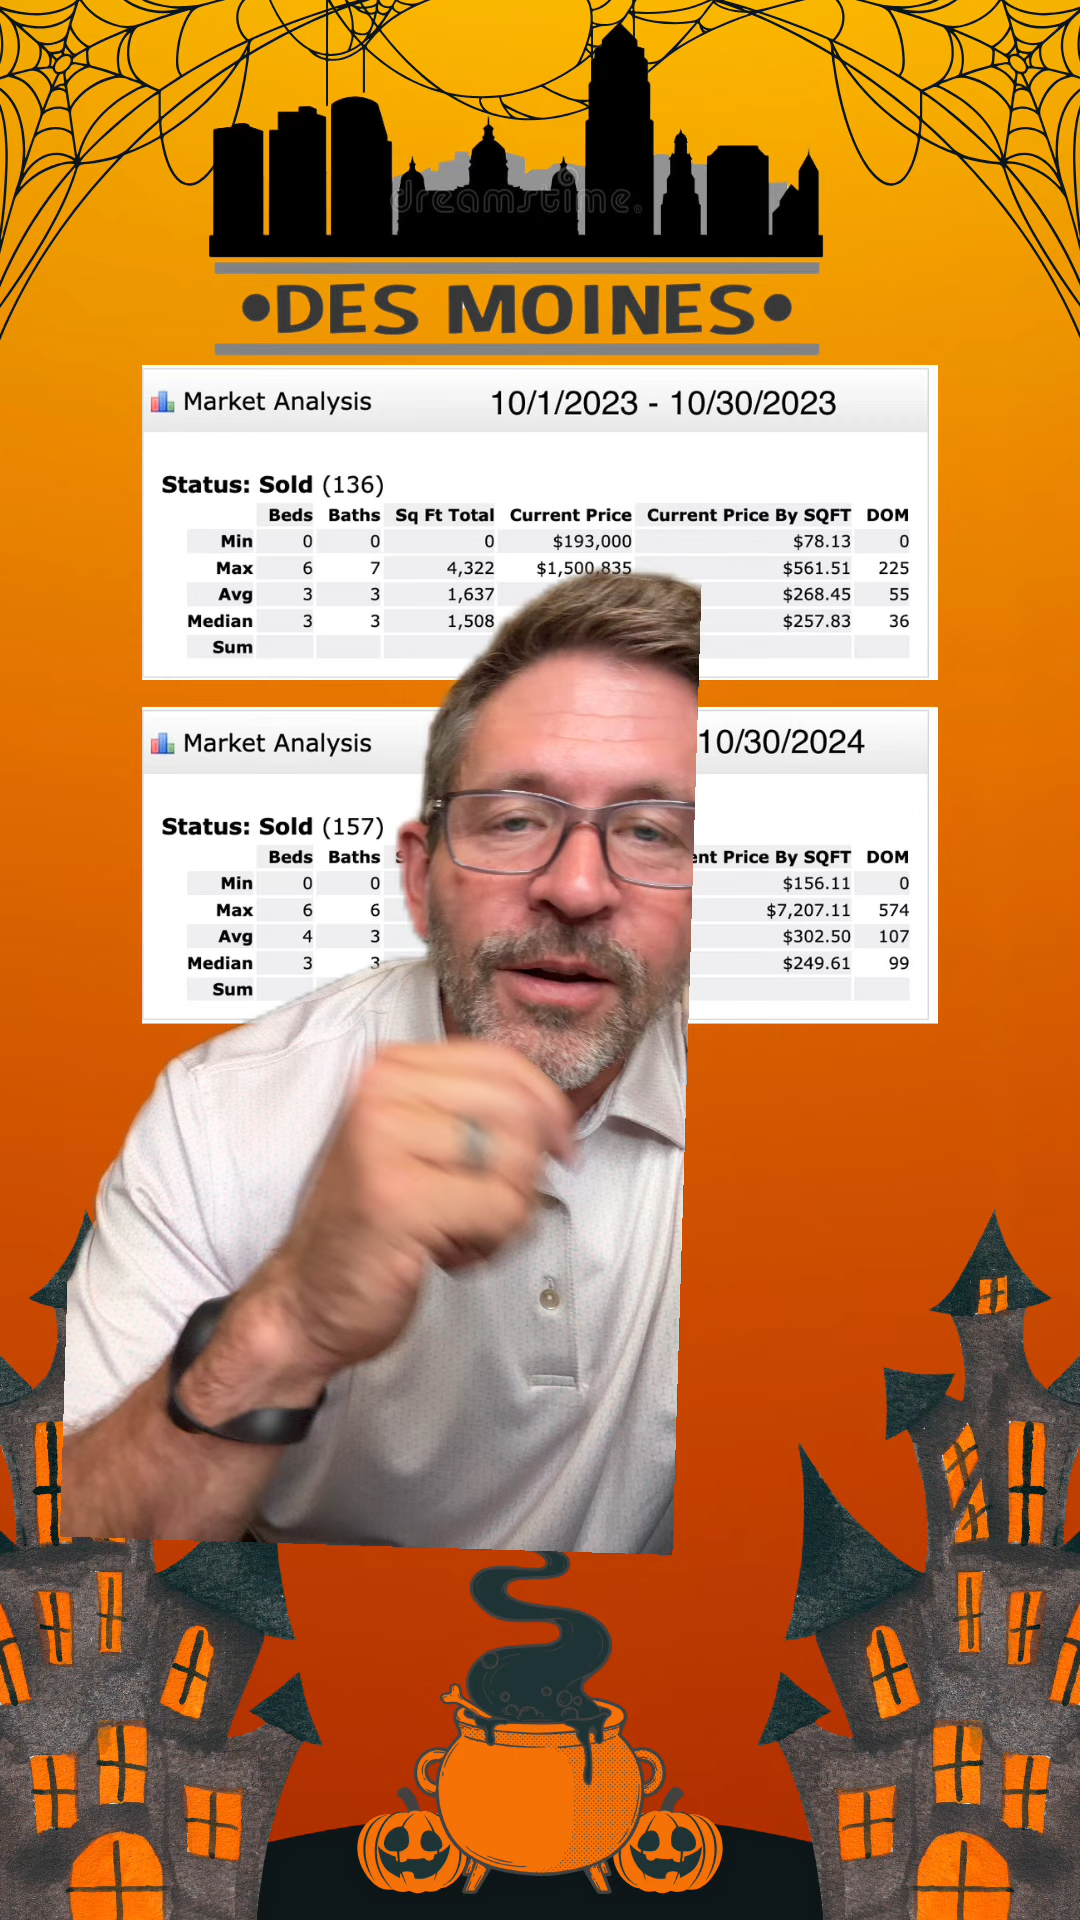 dreamstime.
•DES MOINES•
Market Analysis 10/1/2023 - 10/30/2023
Status: Sold (136)
Beds Baths Sq Ft Total Current Price Current Price By SQFT DOM
Min 0 0 0 $193,000 $78.13 0
Max 6 7 4,322 $1,500,835 $561.51 225
Avg 3 3 1,637 $268.45 55
Median 3 3 1,508 $257.83 36
Sum
Market Analysis 10/30/2024
Status: Sold (157)
Beds Baths Price By SQFT DOM
Min 0 0 $156.11 0
Max 6 6 $7,207.11 574
Avg 4 3 $302.50 107
Median 3 3 $249.61 99
Sum